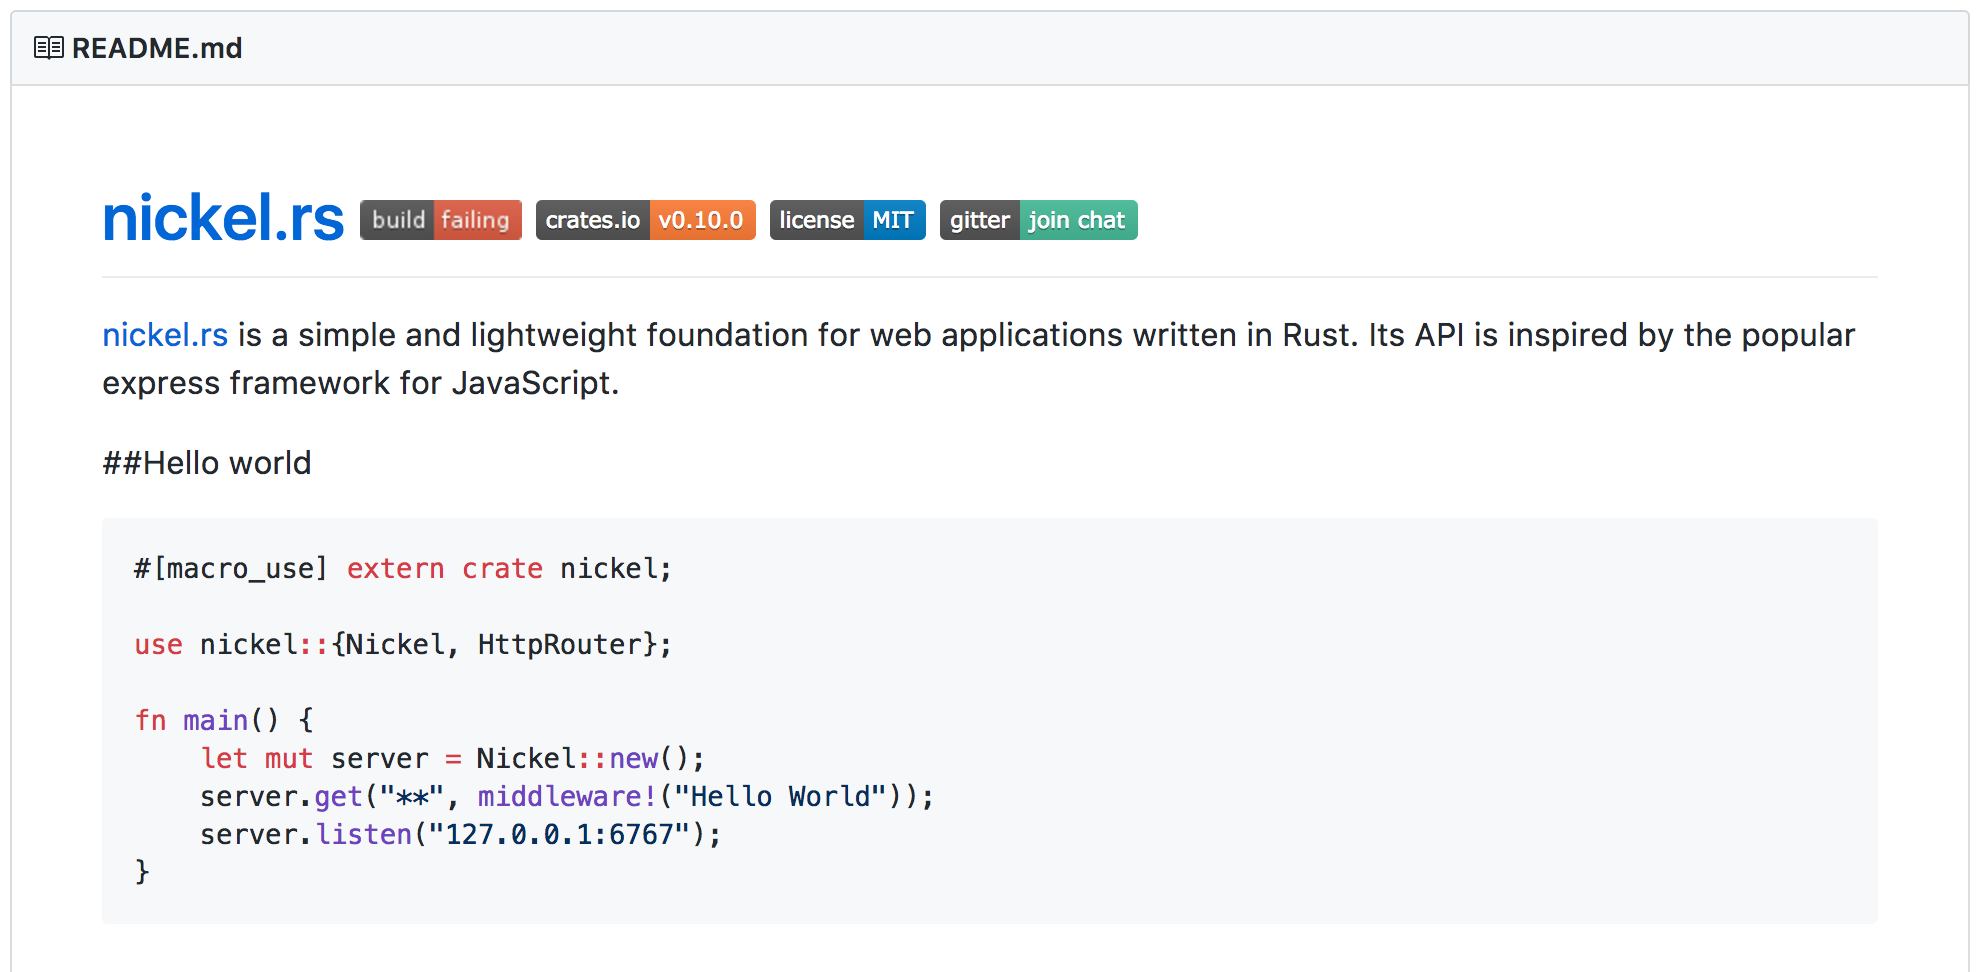 README.md
nickel.rs build failing crates.io v0.10.0 license MIT gitter join chat
nickel.rs is a simple and lightweight foundation for web applications written in Rust. Its API is inspired by the popular
express framework for JavaScript.
##Hello world
#[macro_use] extern crate nickel;
use nickel::{Nickel, HttpRouter};
fn main() {
    let mut server = Nickel::new();
    server.get("**", middleware!("Hello World"));
    server.listen("127.0.0.1:6767");
}